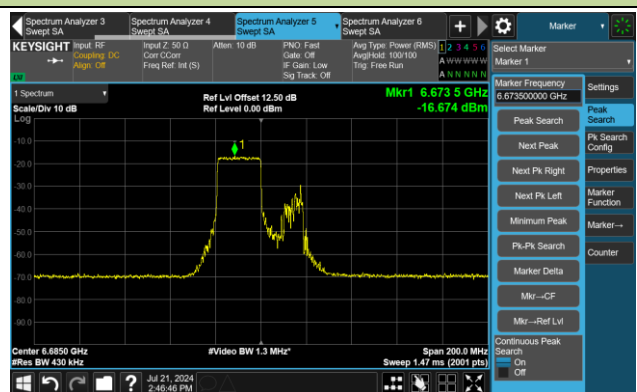 Spectrum Analyzer 3
Swept SA
Spectrum Analyzer 4
Swept SA
Spectrum Analyzer 5
Swept SA
Spectrum Analyzer 6
Swept SA
+
Marker
KEYSIGHT
Input: RF
Coupling: DC
Align: Off
Input Z: 50 Ω
Corr CCorr
Freq Ref: Int (S)
Atten: 10 dB
PNO: Fast
Gate: Off
IF Gain: Low
Sig Track: Off
Avg Type: Power (RMS)
Avg|Hold: 100/100
Trig: Free Run
1 2 3 4 5 6
A W W W W W
A N N N N N
LXI
Select Marker
Marker 1
1 Spectrum
Scale/Div 10 dB
Log
Ref Lvl Offset 12.50 dB
Ref Level 0.00 dBm
Mkr1 6.673 5 GHz
-16.674 dBm
1
-10.0
-20.0
-30.0
-40.0
-50.0
-60.0
-70.0
-80.0
-90.0
Center 6.6850 GHz
#Res BW 430 kHz
#Video BW 1.3 MHz*
Span 200.0 MHz
Sweep 1.47 ms (2001 pts)
Marker Frequency
6.673500000 GHz
Peak Search
Next Peak
Next Pk Right
Next Pk Left
Minimum Peak
Pk-Pk Search
Marker Delta
Mkr→CF
Mkr→Ref Lvl
Continuous Peak
Search
On
Off
Settings
Peak
Search
Pk Search
Config
Properties
Marker
Function
Marker→
Counter
?
Jul 21, 2024
2:46:46 PM